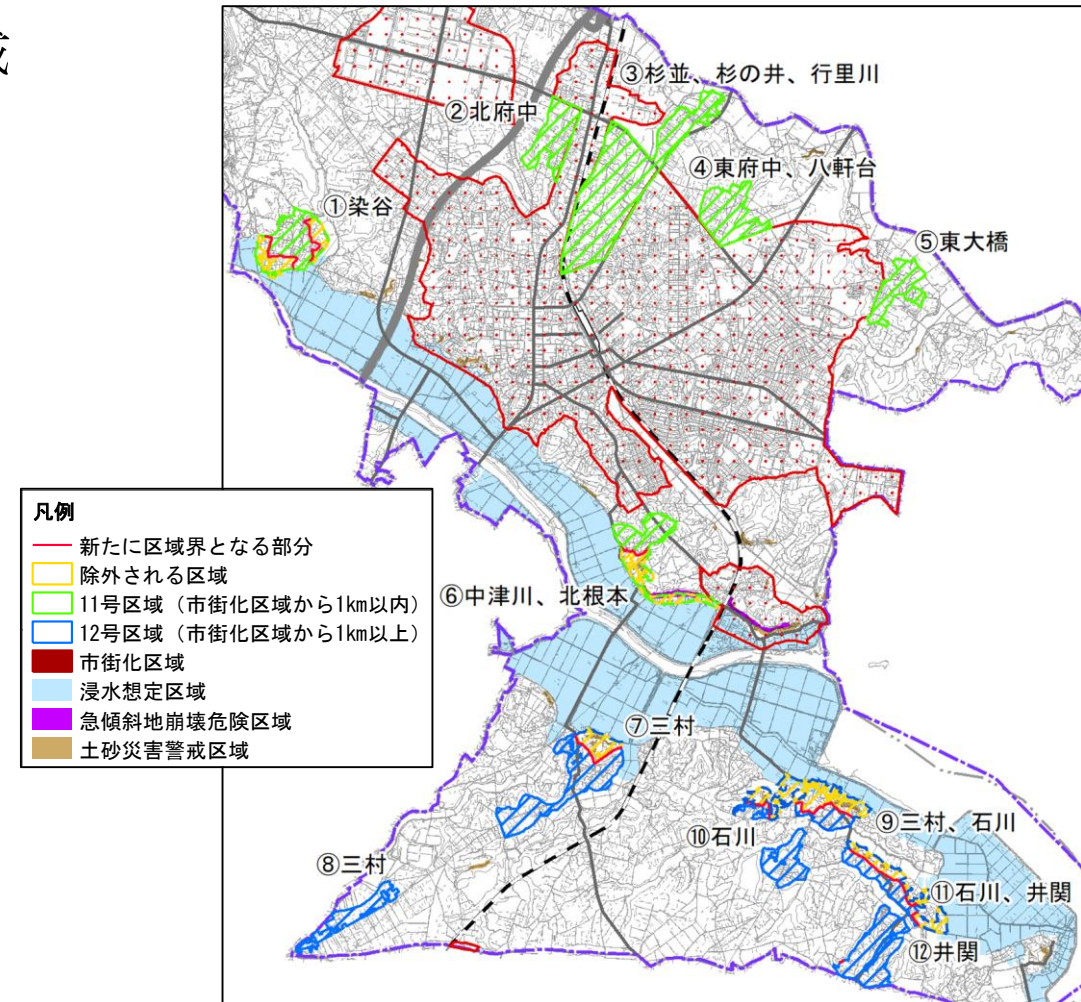 域
③杉並、杉の井、行里川
②北府中
④東府中、八軒台
①染谷
⑤東大橋
凡例
新たに区域界となる部分
除外される区域
11号区域（市街化区域から1km以内）
12号区域（市街化区域から1km以上）
市街化区域
浸水想定区域
急傾斜地崩壊危険区域
土砂災害警戒区域
⑥中津川、北根本
⑦三村
⑨三村、石川
⑩石川
⑧三村
⑪石川、井関
⑫井関